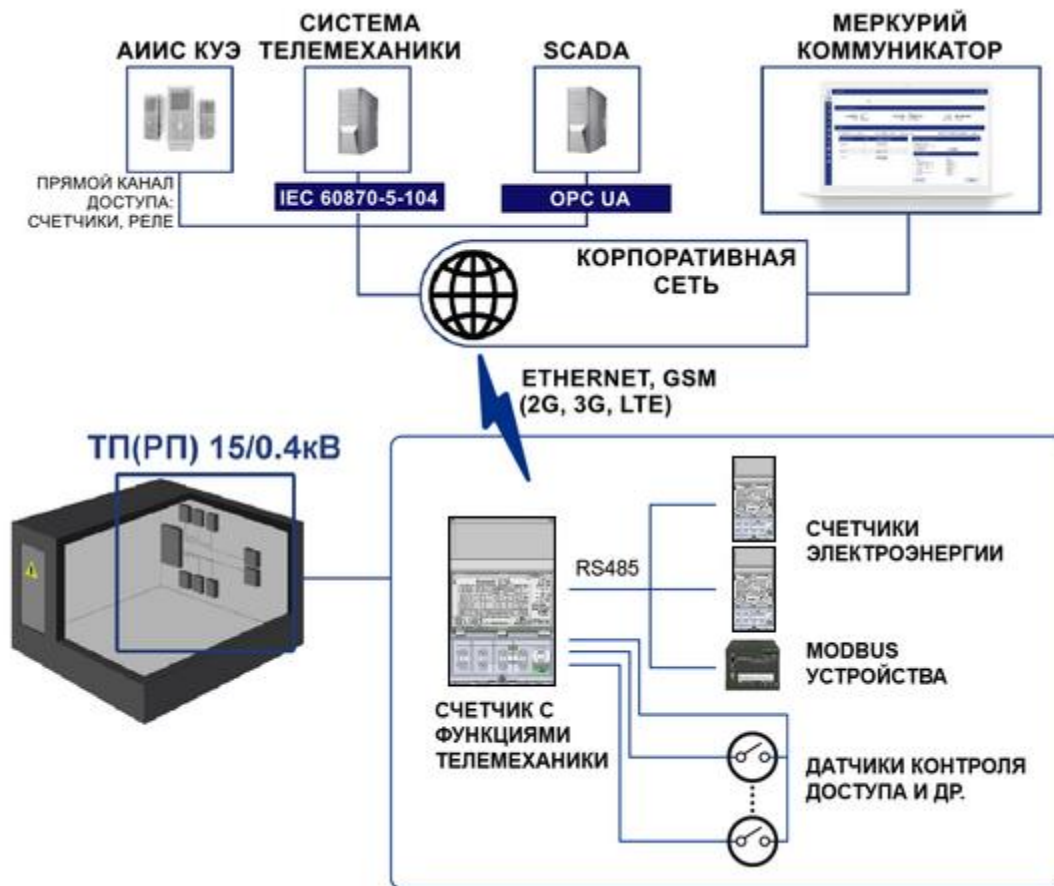 АИИС КУЭ
СИСТЕМА
ТЕЛЕМЕХАНИКИ
SCADA
МЕРКУРИЙ
КОММУНИКАТОР
ПРЯМОЙ КАНАЛ
ДОСТУПА:
СЧЕТЧИКИ, РЕЛЕ
IEC 60870-5-104
OPC UA
КОРПОРАТИВНАЯ
СЕТЬ
ETHERNET, GSM
(2G, 3G, LTE)
ТП(РП) 15/0.4кВ
RS485
СЧЕТЧИКИ
ЭЛЕКТРОЭНЕРГИИ
MODBUS
УСТРОЙСТВА
СЧЕТЧИК С
ФУНКЦИЯМИ
ТЕЛЕМЕХАНИКИ
ДАТЧИКИ КОНТРОЛЯ
ДОСТУПА И ДР.